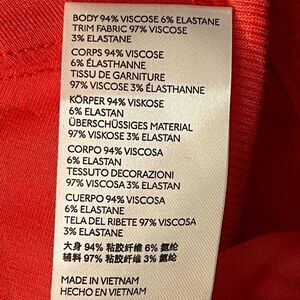 BODY 94% VISCOSE 6% ELASTANE
TRIM FABRIC 97% VISCOSE
3% ELASTANE
CORPS 94% VISCOSE
6% ÉLASTHANNE
TISSU DE GARNITURE
97% VISCOSE 3% ÉLASTHANNE
KÖRPER 94% VISKOSE
6% ELASTAN
ÜBERSCHÜSSIGES MATERIAL
97% VISKOSE 3% ELASTAN
CORPO 94% VISCOSA
6% ELASTAN
TESSUTO DECORAZIONI
97% VISCOSA 3% ELASTAN
CUERPO 94% VISCOSA
6% ELASTANE
TELA DEL RIBETE 97% VISCOSA
3% ELASTANE
大身 94% 粘胶纤维 6% 氨纶
辅料 97% 粘胶纤维 3% 氨纶
MADE IN VIETNAM
HECHO EN VIETNAM